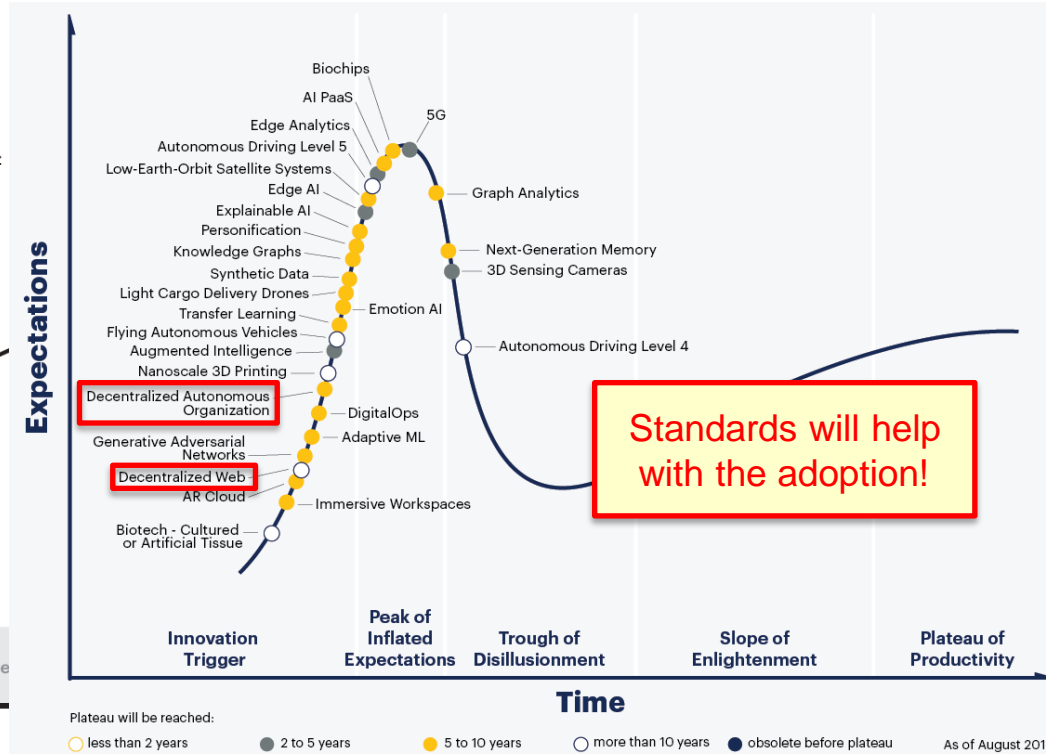 Biochips
AI PaaS
Edge Analytics
5G
Autonomous Driving Level 5
Low-Earth-Orbit Satellite Systems
Edge AI
Graph Analytics
Explainable AI
Personification
Knowledge Graphs
Next-Generation Memory
Synthetic Data
3D Sensing Cameras
Light Cargo Delivery Drones
Transfer Learning
Emotion AI
Flying Autonomous Vehicles
Augmented Intelligence
Autonomous Driving Level 4
Nanoscale 3D Printing
Decentralized Autonomous
Organization
DigitalOps
Adaptive ML
Generative Adversarial
Networks
Decentralized Web
AR Cloud
Immersive Workspaces
Biotech - Cultured
or Artificial Tissue
Standards will help
with the adoption!
Expectations
Innovation
Trigger
Peak of
Inflated
Expectations
Trough of
Disillusionment
Slope of
Enlightenment
Plateau of
Productivity
Time
Plateau will be reached:
less than 2 years
2 to 5 years
5 to 10 years
more than 10 years
obsolete before plateau
As of August 201